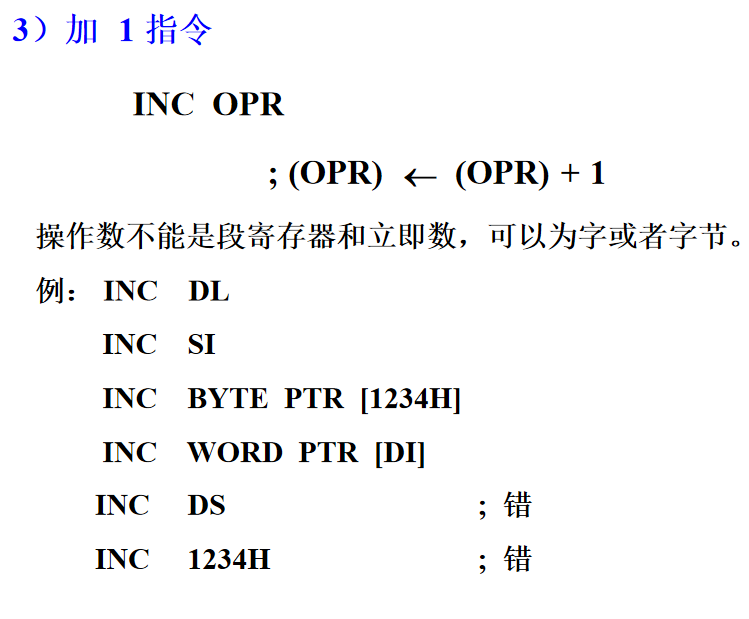 3）加 1 指令
INC OPR
; (OPR) ← (OPR) + 1
操作数不能是段寄存器和立即数，可以为字或者字节。
例： INC DL
INC SI
INC BYTE PTR [1234H]
INC WORD PTR [DI]
INC DS ；错
INC 1234H ；错